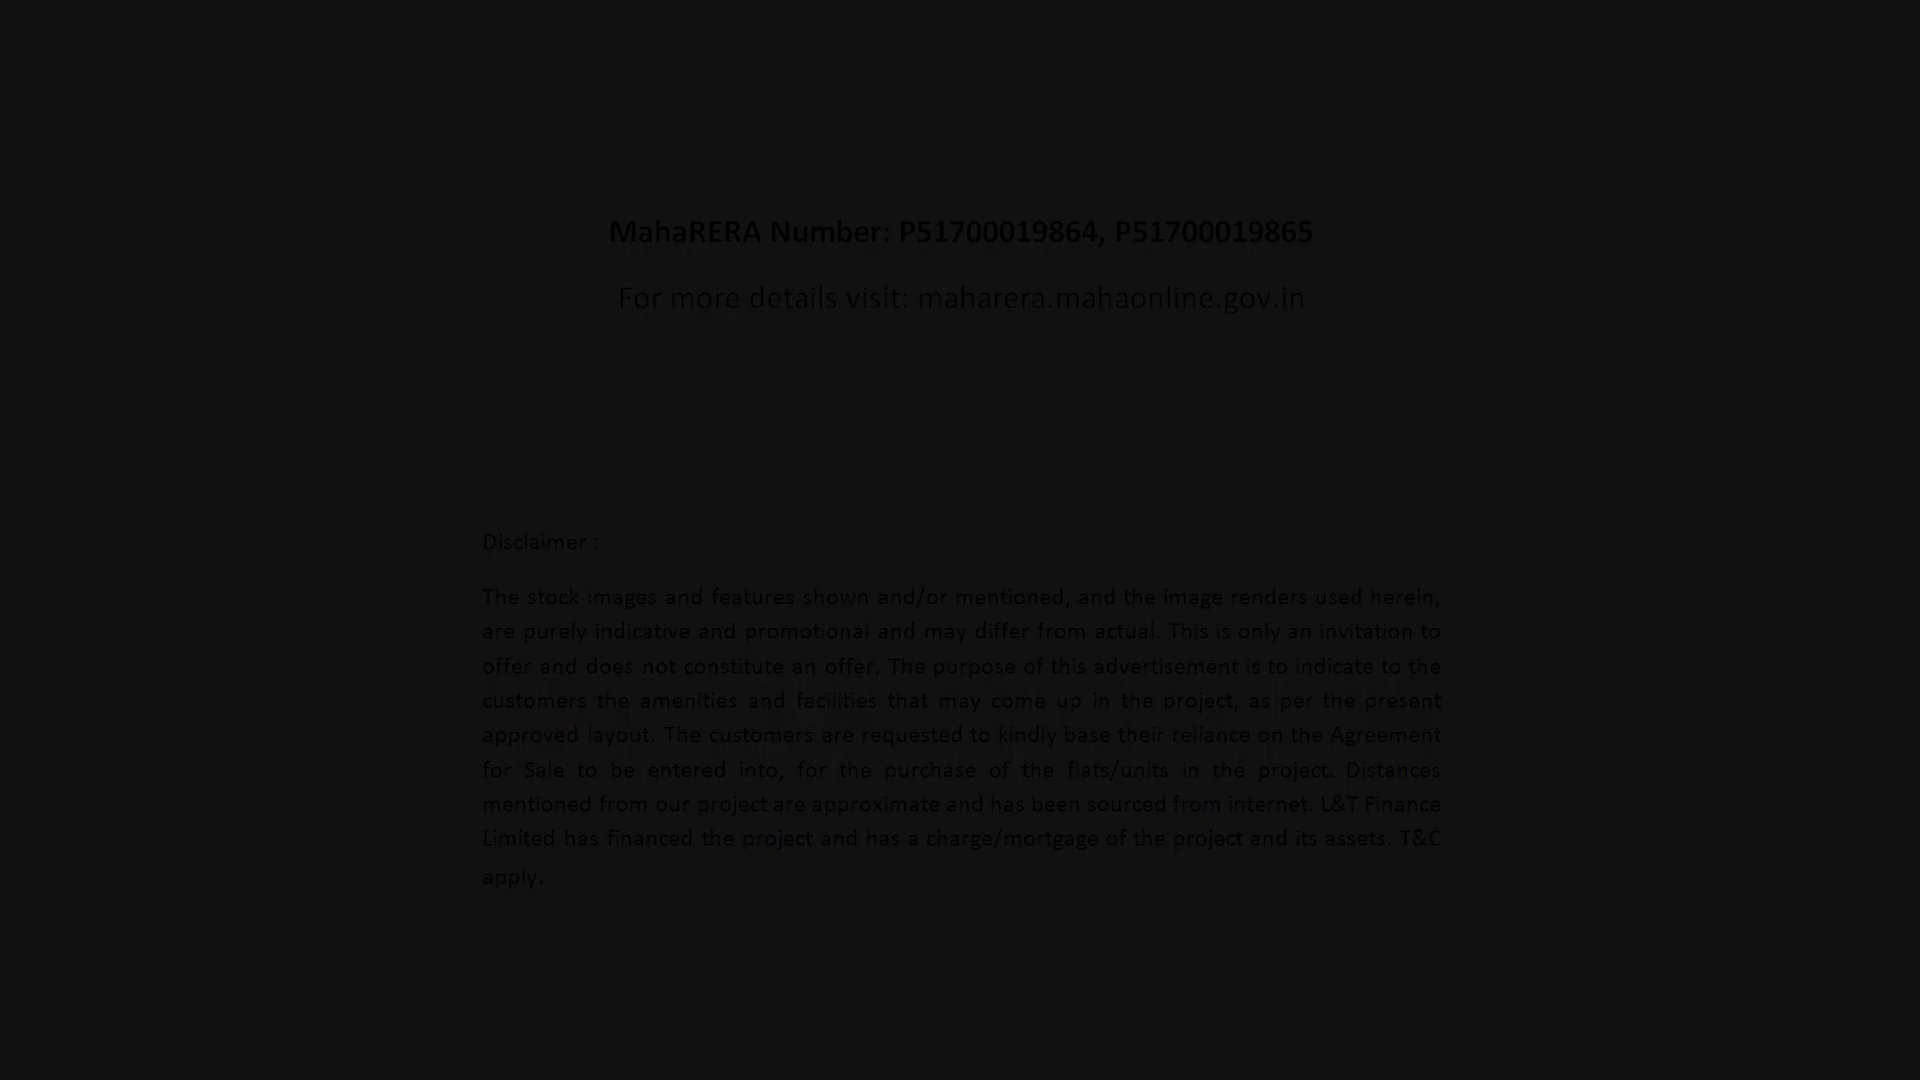 MahaRERA Number: P51700019864, P51700019865
For more details visit: maharera.mahaonline.gov.in
Disclaimer :
The stock images and features shown and/or mentioned, and the image renders used herein,
are purely indicative and promotional and may differ from actual. This is only an invitation to
offer and does not constitute an offer. The purpose of this advertisement is to indicate to the
customers the amenities and facilities that may come up in the project, as per the present
approved layout. The customers are requested to kindly base their reliance on the Agreement
for Sale to be entered into, for the purchase of the flats/units in the project. Distances
mentioned from our project are approximate and has been sourced from internet. L&T Finance
Limited has financed the project and has a charge/mortgage of the project and its assets. T&C
apply.